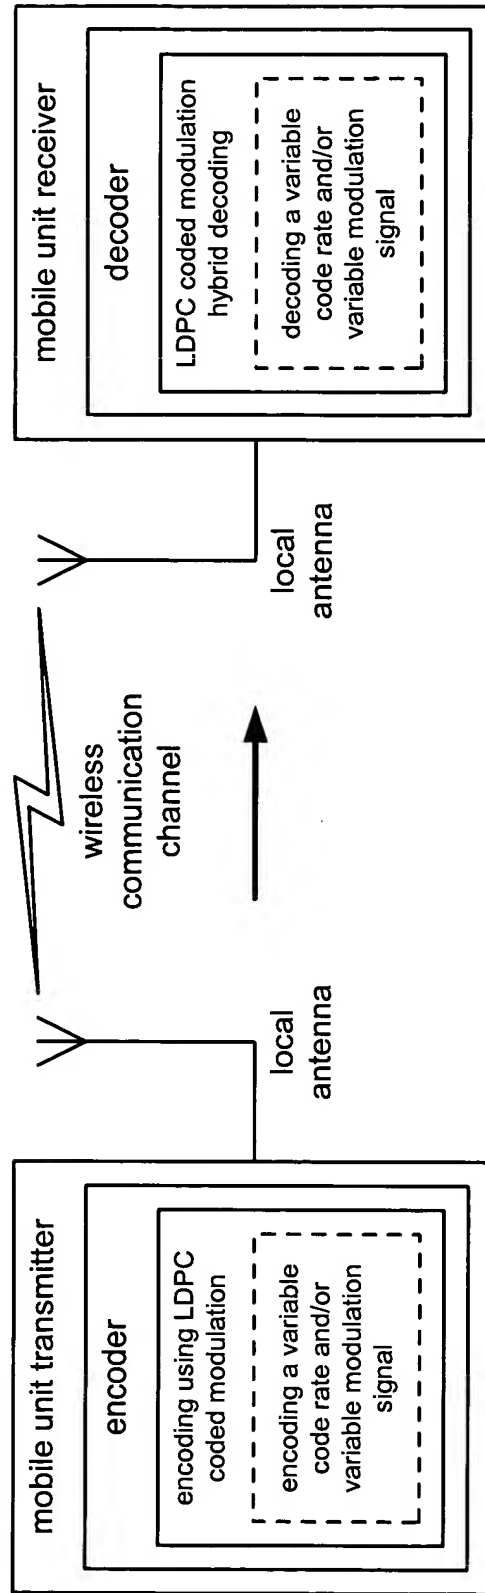 mobile unit transmitter
encoder
encoding using LDPC
coded modulation
encoding a variable
code rate and/or
variable modulation
signal
local
antenna
wireless
communication
channel
local
antenna
mobile unit receiver
decoder
LDPC coded modulation
hybrid decoding
decoding a variable
code rate and/or
variable modulation
signal